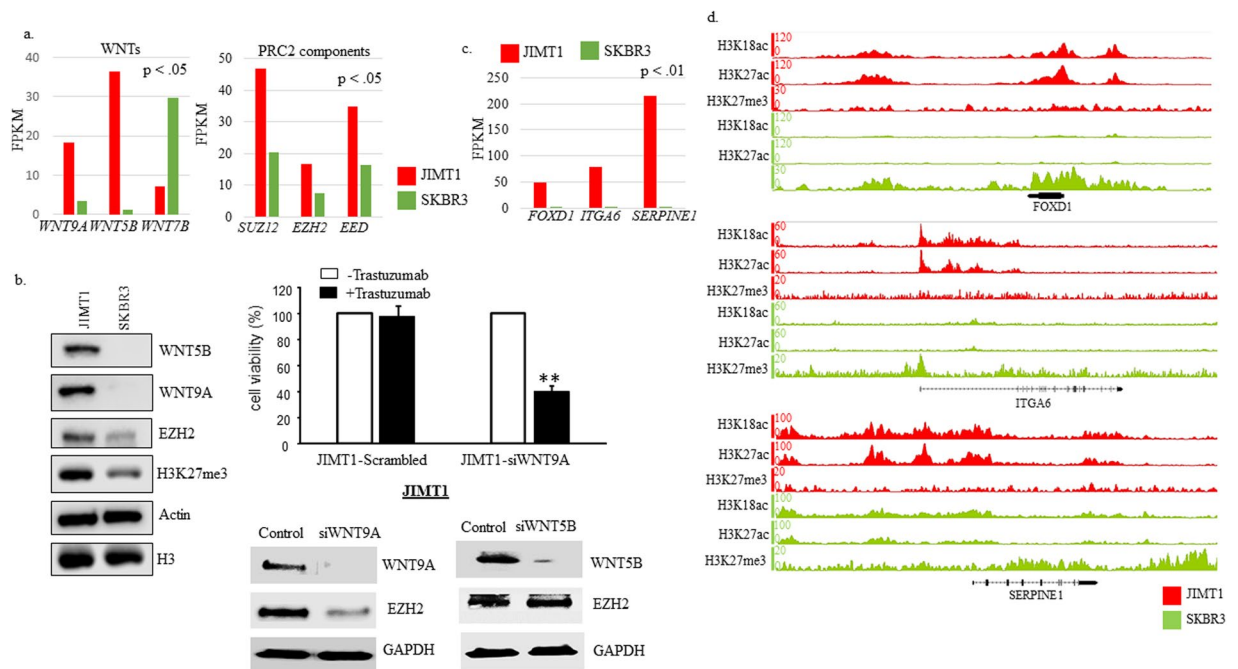 a.
WNTs
p < .05
FPKM
40
30
20
10
0
WNT9A WNT5B WNT7B
PRC2 components
p < .05
50
40
30
20
10
0
SUZ12 EZH2 EED
JIMT1
SKBR3
c.
JIMT1 SKBR3
p < .01
FPKM
250
200
150
100
50
0
FOXD1 ITGA6 SERPINE1
b.
JIMT1 SKBR3
WNT5B
WNT9A
EZH2
H3K27me3
Actin
H3
-Trastuzumab
+Trastuzumab
cell viability (%)
120
100
80
60
40
20
0
**
JIMT1-Scrambled JIMT1-siWNT9A
JIMT1
Control siWNT9A
WNT9A
EZH2
GAPDH
Control siWNT5B
WNT5B
EZH2
GAPDH
d.
H3K18ac 120 0
H3K27ac 120 0
H3K27me3 30 0
H3K18ac 120 0
H3K27ac 120 0
H3K27me3 30 0
FOXD1
H3K18ac 60 0
H3K27ac 60 0
H3K27me3 20 0
H3K18ac 60 0
H3K27ac 60 0
H3K27me3 20 0
ITGA6
H3K18ac 100 0
H3K27ac 100 0
H3K27me3 20 0
H3K18ac 100 0
H3K27ac 100 0
H3K27me3 20 0
SERPINE1
JIMT1
SKBR3